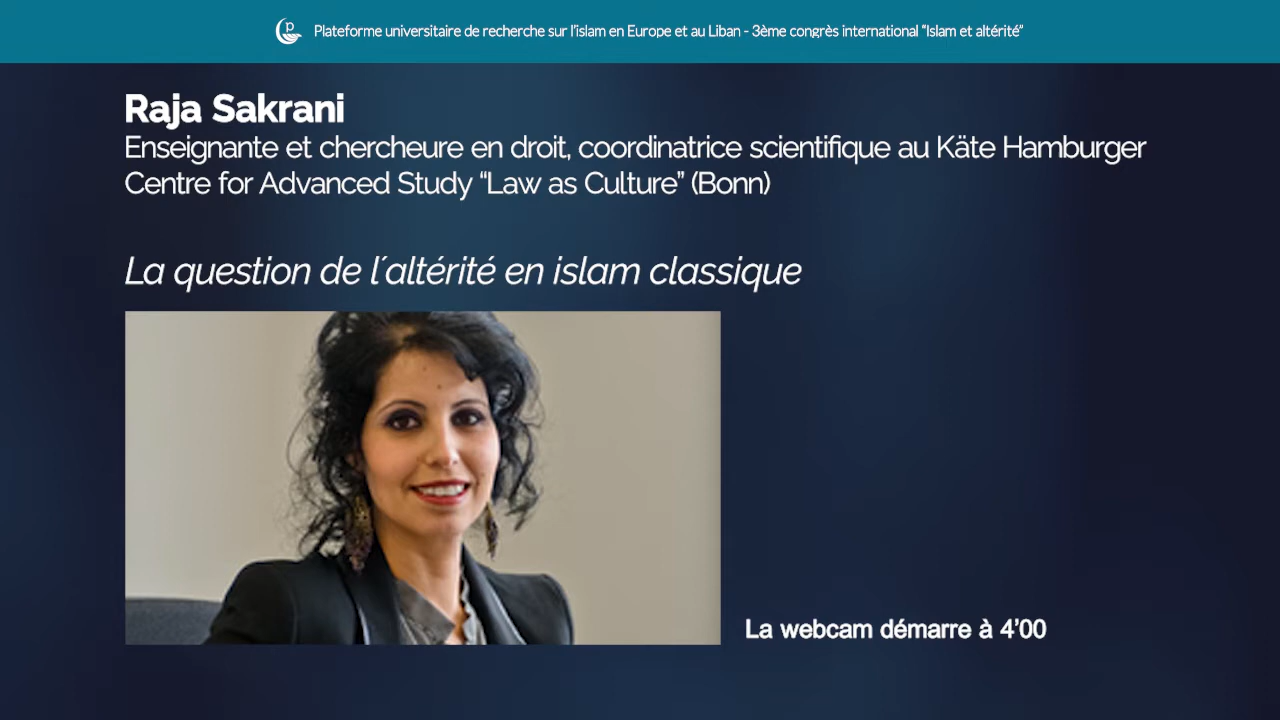 Plateforme universitaire de recherche sur l'islam en Europe et au Liban - 3ème congrès international "Islam et altérité"
Raja Sakrani
Enseignante et chercheure en droit, coordinatrice scientifique au Käte Hamburger
Centre for Advanced Study “Law as Culture” (Bonn)
La question de l´altérité en islam classique
La webcam démarre à 4’00